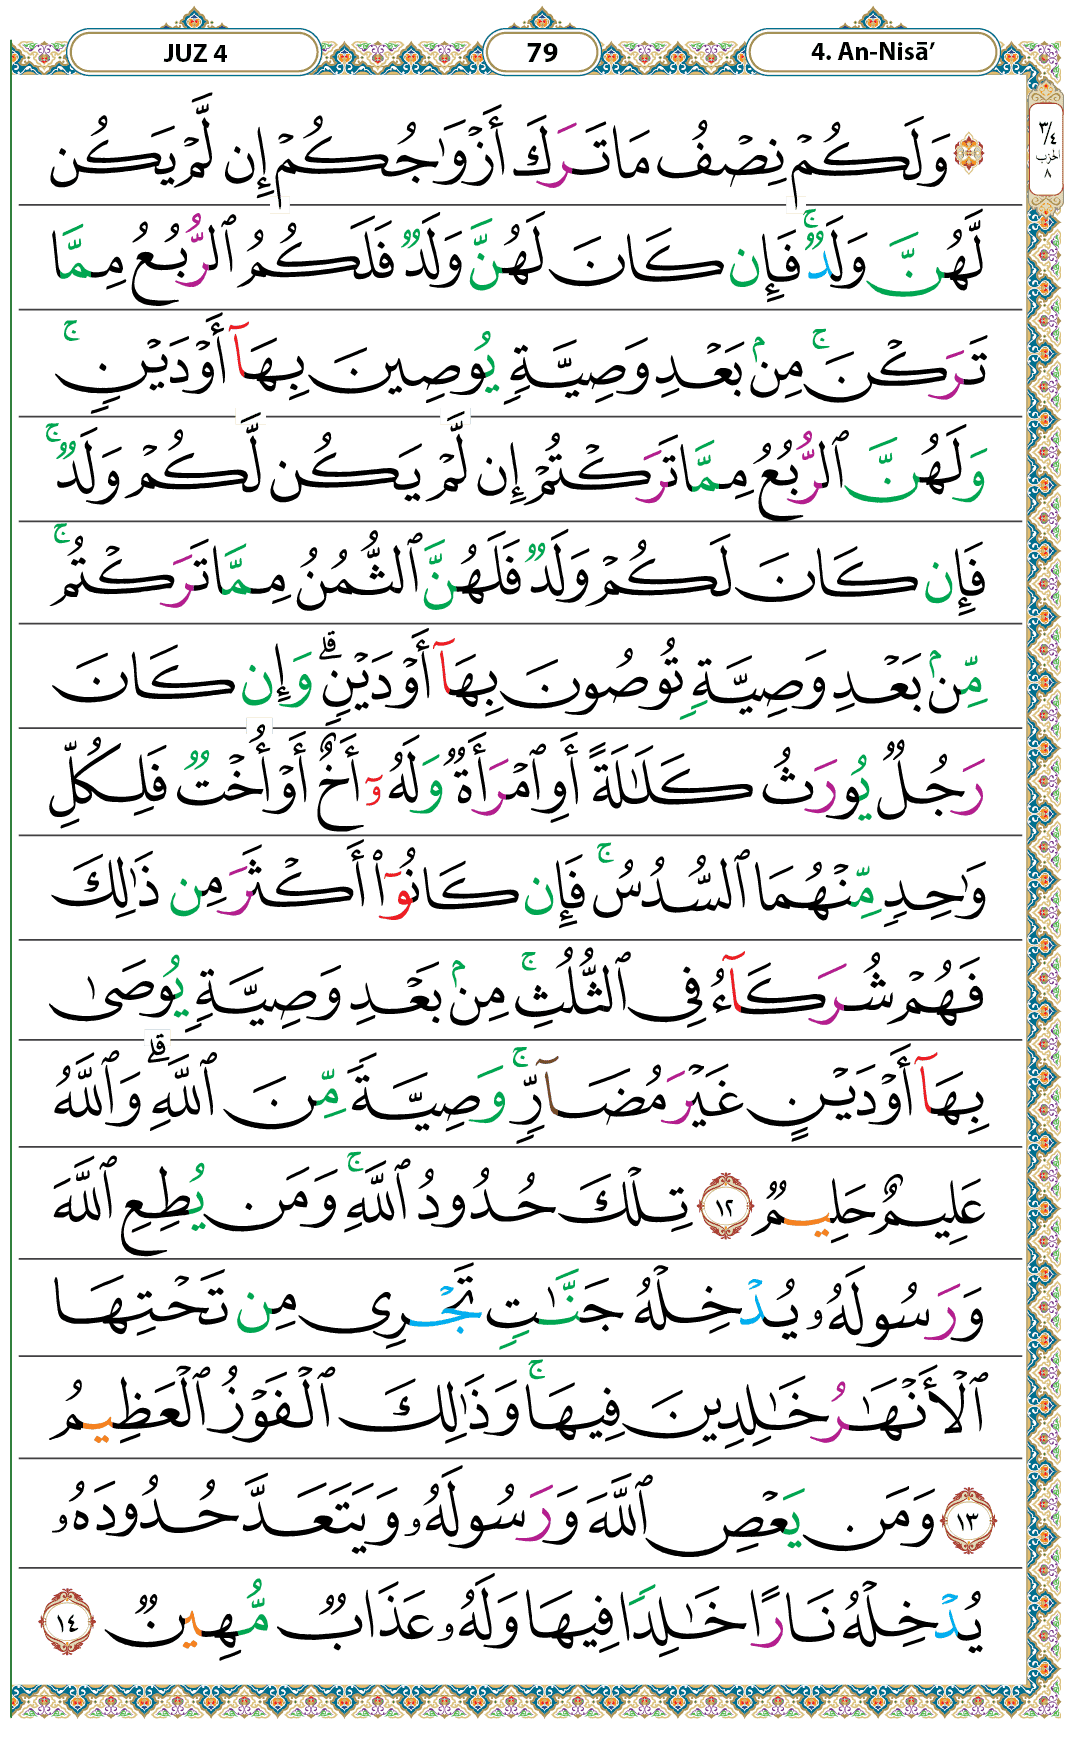 JUZ 4
79
4. An-Nisā’
٣/٤
الحزب
٨
۞ وَلَكُمْ نِصْفُ مَا تَرَكَ أَزْوَٰجُكُمْ إِن لَّمْ يَكُن
لَّهُنَّ وَلَدٌ ۚ فَإِن كَانَ لَهُنَّ وَلَدٌ فَلَكُمُ ٱلرُّبُعُ مِمَّا
تَرَكْنَ ۚ مِنۢ بَعْدِ وَصِيَّةٍ يُوصِينَ بِهَآ أَوْ دَيْنٍ ۚ
وَلَهُنَّ ٱلرُّبُعُ مِمَّا تَرَكْتُمْ إِن لَّمْ يَكُن لَّكُمْ وَلَدٌ ۚ
فَإِن كَانَ لَكُمْ وَلَدٌ فَلَهُنَّ ٱلثُّمُنُ مِمَّا تَرَكْتُم ۚ
مِّنۢ بَعْدِ وَصِيَّةٍ تُوصُونَ بِهَآ أَوْ دَيْنٍ ۗ وَإِن كَانَ
رَجُلٌ يُورَثُ كَلَٰلَةً أَوِ ٱمْرَأَةٌ وَلَهُۥٓ أَخٌ أَوْ أُخْتٌ فَلِكُلِّ
وَٰحِدٍ مِّنْهُمَا ٱلسُّدُسُ ۚ فَإِن كَانُوٓا۟ أَكْثَرَ مِن ذَٰلِكَ
فَهُمْ شُرَكَآءُ فِى ٱلثُّلُثِ ۚ مِنۢ بَعْدِ وَصِيَّةٍ يُوصَىٰ
بِهَآ أَوْ دَيْنٍ غَيْرَ مُضَآرٍّ ۚ وَصِيَّةً مِّنَ ٱللَّهِ ۗ وَٱللَّهُ
عَلِيمٌ حَلِيمٌ ١٢ تِلْكَ حُدُودُ ٱللَّهِ ۚ وَمَن يُطِعِ ٱللَّهَ
وَرَسُولَهُۥ يُدْخِلْهُ جَنَّٰتٍ تَجْرِى مِن تَحْتِهَا
ٱلْأَنْهَٰرُ خَٰلِدِينَ فِيهَا ۚ وَذَٰلِكَ ٱلْفَوْزُ ٱلْعَظِيمُ
١٣ وَمَن يَعْصِ ٱللَّهَ وَرَسُولَهُۥ وَيَتَعَدَّ حُدُودَهُۥ
يُدْخِلْهُ نَارًا خَٰلِدًا فِيهَا وَلَهُۥ عَذَابٌ مُّهِينٌ ١٤